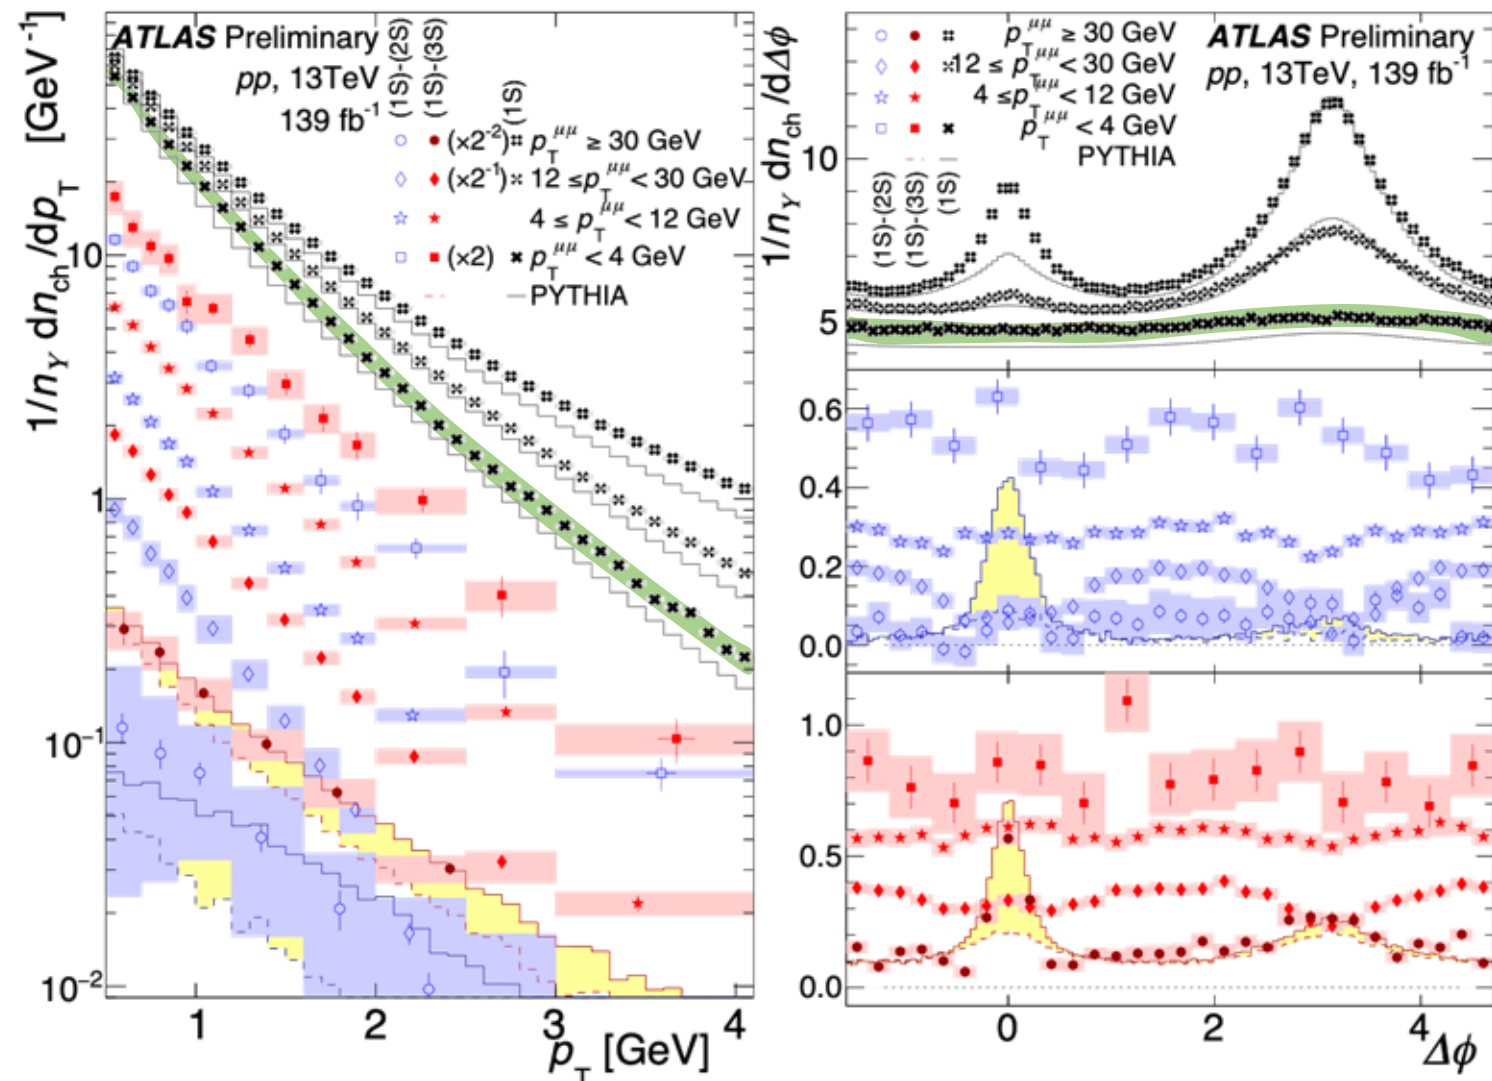 ATLAS Preliminary
pp, 13TeV
139 fb⁻¹
(1S)-(2S)
(1S)-(3S)
(1S)
(×2⁻²) p_T^μμ ≥ 30 GeV
(×2⁻¹) 12 ≤ p_T^μμ < 30 GeV
4 ≤ p_T^μμ < 12 GeV
(×2) p_T^μμ < 4 GeV
PYTHIA
1/n_Υ dn_ch/dp_T [GeV⁻¹]
10
1
10⁻¹
10⁻²
1 2 3 4
p_T [GeV]
ATLAS Preliminary
pp, 13TeV, 139 fb⁻¹
p_T^μμ ≥ 30 GeV
12 ≤ p_T^μμ < 30 GeV
4 ≤ p_T^μμ < 12 GeV
p_T^μμ < 4 GeV
PYTHIA
(1S)-(2S)
(1S)-(3S)
(1S)
1/n_Υ dn_ch/dΔϕ
10
5
0.6
0.4
0.2
0.0
1.0
0.5
0.0
0 2 4
Δϕ